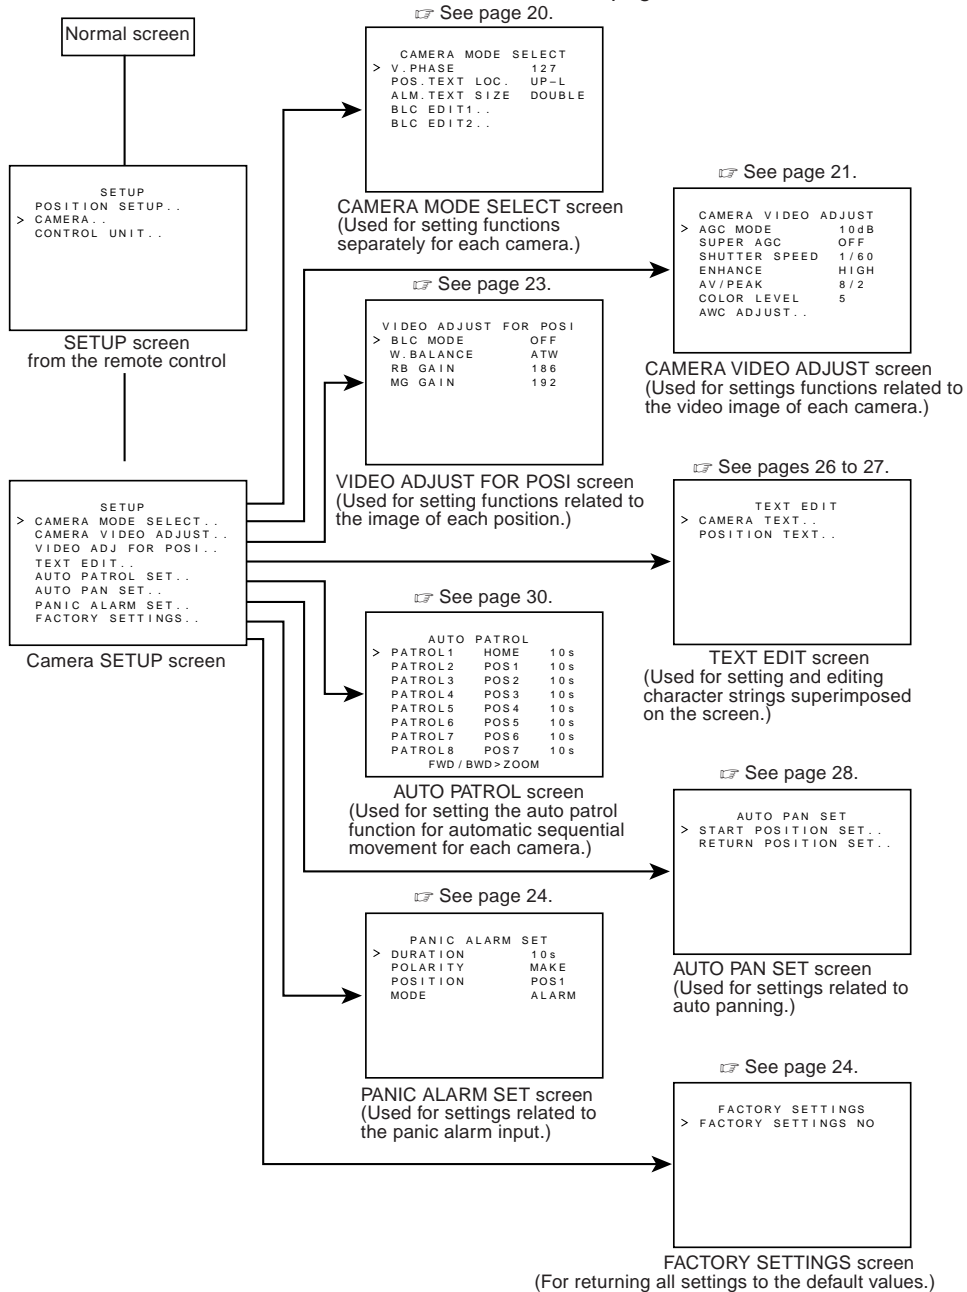 ☞ See page 20.
Normal screen
CAMERA MODE SELECT
> V.PHASE 127
POS.TEXT LOC. UP–L
ALM.TEXT SIZE DOUBLE
BLC EDIT1..
BLC EDIT2..
SETUP
POSITION SETUP..
> CAMERA..
CONTROL UNIT..
SETUP screen
from the remote control
CAMERA MODE SELECT screen
(Used for setting functions
separately for each camera.)
☞ See page 21.
CAMERA VIDEO ADJUST
> AGC MODE 10dB
SUPER AGC OFF
SHUTTER SPEED 1/60
ENHANCE HIGH
AV/PEAK 8/2
COLOR LEVEL 5
AWC ADJUST..
CAMERA VIDEO ADJUST screen
(Used for settings functions related to
the video image of each camera.)
☞ See page 23.
VIDEO ADJUST FOR POSI
> BLC MODE OFF
W.BALANCE ATW
RB GAIN 186
MG GAIN 192
VIDEO ADJUST FOR POSI screen
(Used for setting functions related to
the image of each position.)
SETUP
> CAMERA MODE SELECT..
CAMERA VIDEO ADJUST..
VIDEO ADJ FOR POSI..
TEXT EDIT..
AUTO PATROL SET..
AUTO PAN SET..
PANIC ALARM SET..
FACTORY SETTINGS..
Camera SETUP screen
☞ See pages 26 to 27.
TEXT EDIT
> CAMERA TEXT..
POSITION TEXT..
TEXT EDIT screen
(Used for setting and editing
character strings superimposed
on the screen.)
☞ See page 30.
AUTO PATROL
> PATROL1 HOME 10s
PATROL2 POS1 10s
PATROL3 POS2 10s
PATROL4 POS3 10s
PATROL5 POS4 10s
PATROL6 POS5 10s
PATROL7 POS6 10s
PATROL8 POS7 10s
FWD/BWD>ZOOM
AUTO PATROL screen
(Used for setting the auto patrol
function for automatic sequential
movement for each camera.)
☞ See page 28.
AUTO PAN SET
> START POSITION SET..
RETURN POSITION SET..
AUTO PAN SET screen
(Used for settings related to
auto panning.)
☞ See page 24.
PANIC ALARM SET
> DURATION 10s
POLARITY MAKE
POSITION POS1
MODE ALARM
PANIC ALARM SET screen
(Used for settings related to
the panic alarm input.)
☞ See page 24.
FACTORY SETTINGS
> FACTORY SETTINGS NO
FACTORY SETTINGS screen
(For returning all settings to the default values.)